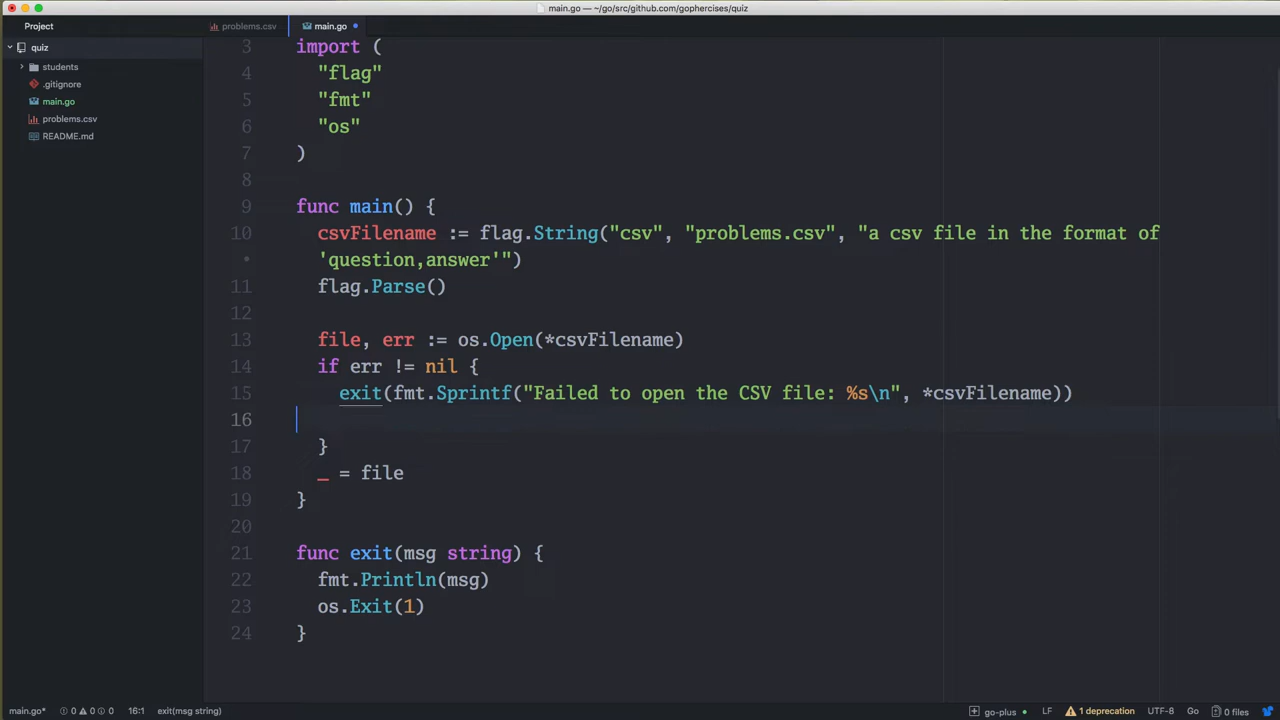 main.go — ~/go/src/github.com/gophercises/quiz
Project
problems.csv
main.go
quiz
students
.gitignore
main.go
problems.csv
README.md
3 import (
4 "flag"
5 "fmt"
6 "os"
7 )
8
9 func main() {
10 csvFilename := flag.String("csv", "problems.csv", "a csv file in the format of
• 'question,answer'")
11 flag.Parse()
12
13 file, err := os.Open(*csvFilename)
14 if err != nil {
15 exit(fmt.Sprintf("Failed to open the CSV file: %s\n", *csvFilename))
16
17 }
18 _ = file
19 }
20
21 func exit(msg string) {
22 fmt.Println(msg)
23 os.Exit(1)
24 }
main.go* 0 0 0 16:1 exit(msg string) go-plus LF 1 deprecation UTF-8 Go 0 files